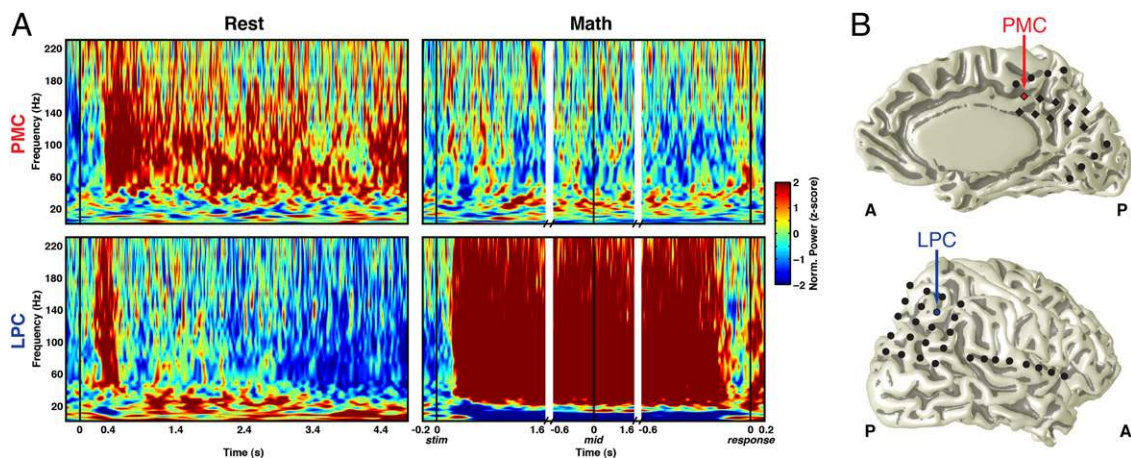 A
Rest
Math
B
PMC
PMC
Frequency (Hz)
220
180
140
100
60
20
A
P
2
1
0
−1
−2
Norm. Power (z-score)
LPC
LPC
Frequency (Hz)
220
180
140
100
60
20
0 0.4 1.4 2.4 3.4 4.4
Time (s)
-0.2 0 1.6 -0.6 0 1.6 -0.6 0 0.2
stim mid response
Time (s)
P
A